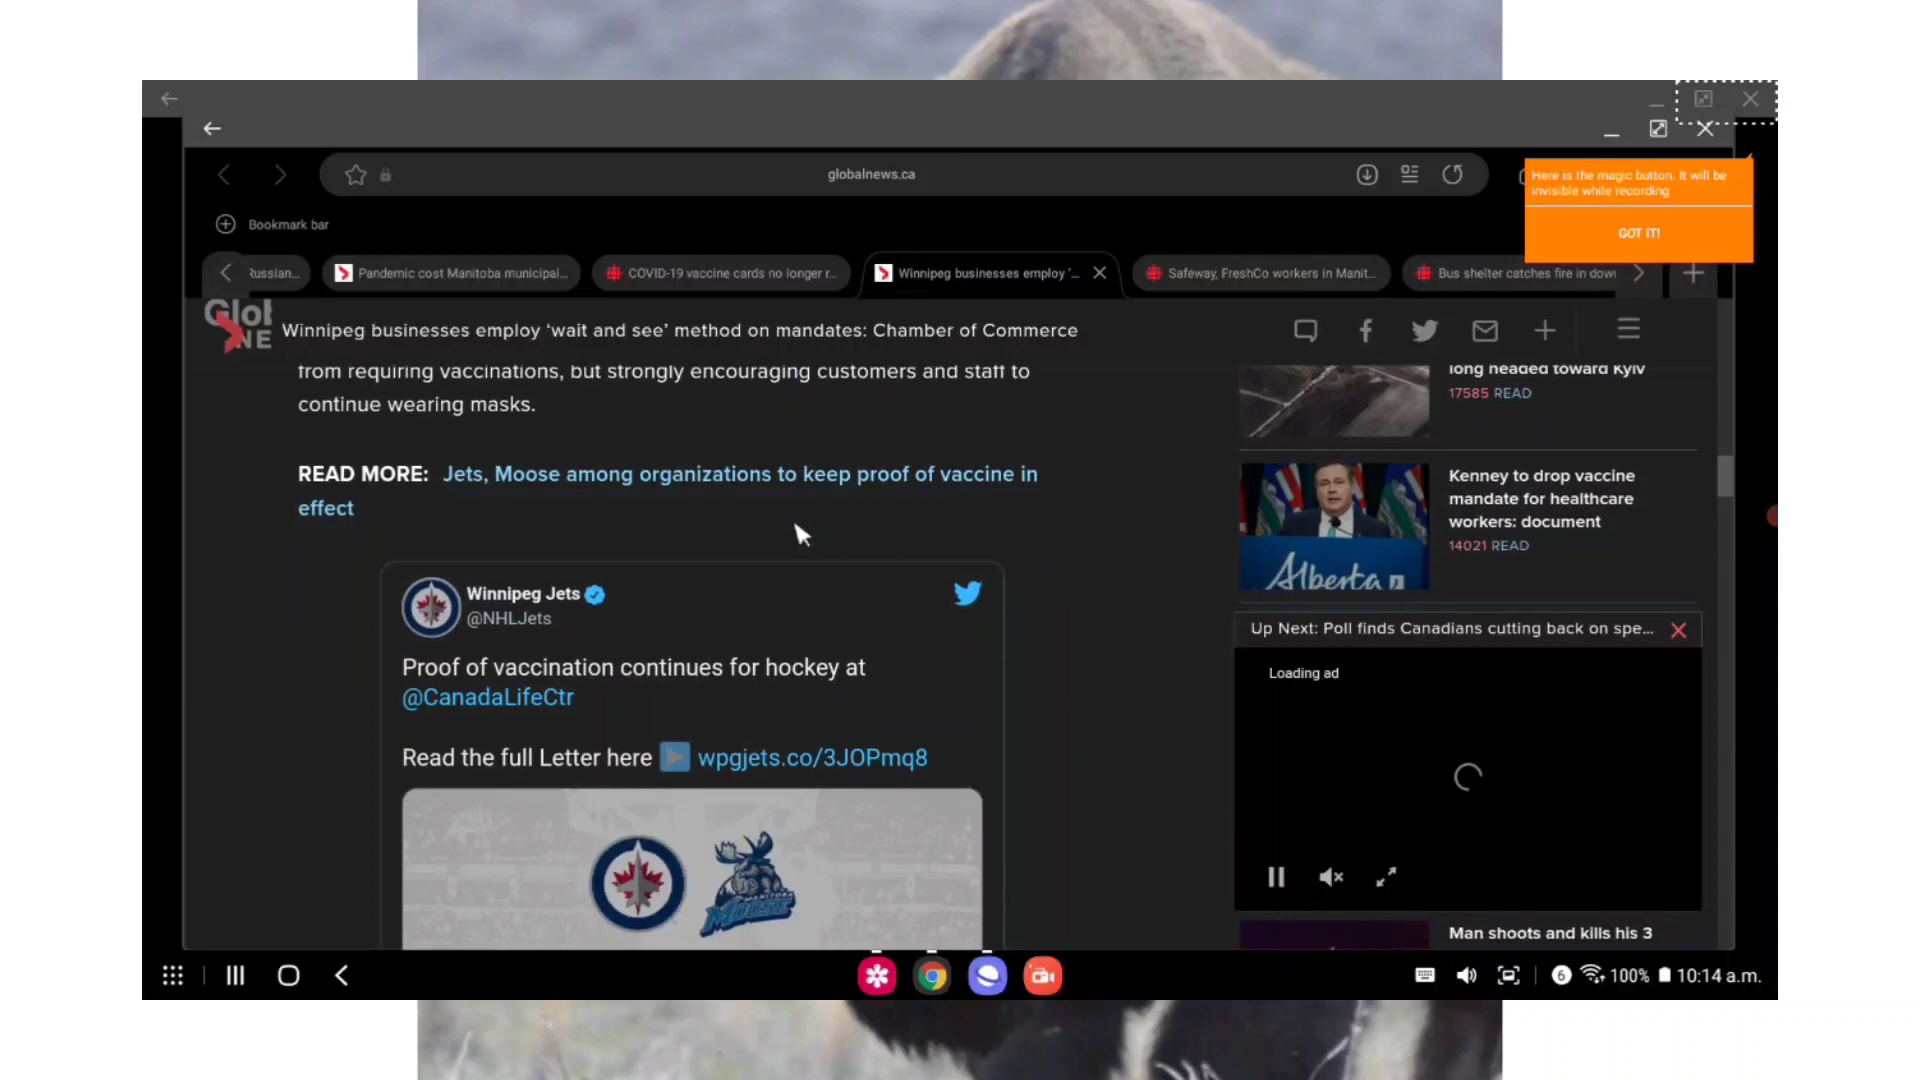 globalnews.ca
Here is the magic button. It will be
invisible while recording
GOT IT!
Bookmark bar
Russian...
Pandemic cost Manitoba municipal...
COVID-19 vaccine cards no longer r...
Winnipeg businesses employ '...
Safeway, FreshCo workers in Manit...
Bus shelter catches fire in down
Winnipeg businesses employ ‘wait and see’ method on mandates: Chamber of Commerce
from requiring vaccinations, but strongly encouraging customers and staff to
continue wearing masks.
READ MORE: Jets, Moose among organizations to keep proof of vaccine in
effect
Winnipeg Jets
@NHLJets
Proof of vaccination continues for hockey at
@CanadaLifeCtr
Read the full Letter here wpgjets.co/3JOPmq8
MANITOBA
MOOSE
long headed toward Kyiv
17585 READ
Kenney to drop vaccine
mandate for healthcare
workers: document
14021 READ
Alberta
Up Next: Poll finds Canadians cutting back on spe...
Loading ad
Man shoots and kills his 3
6 100% 10:14 a.m.